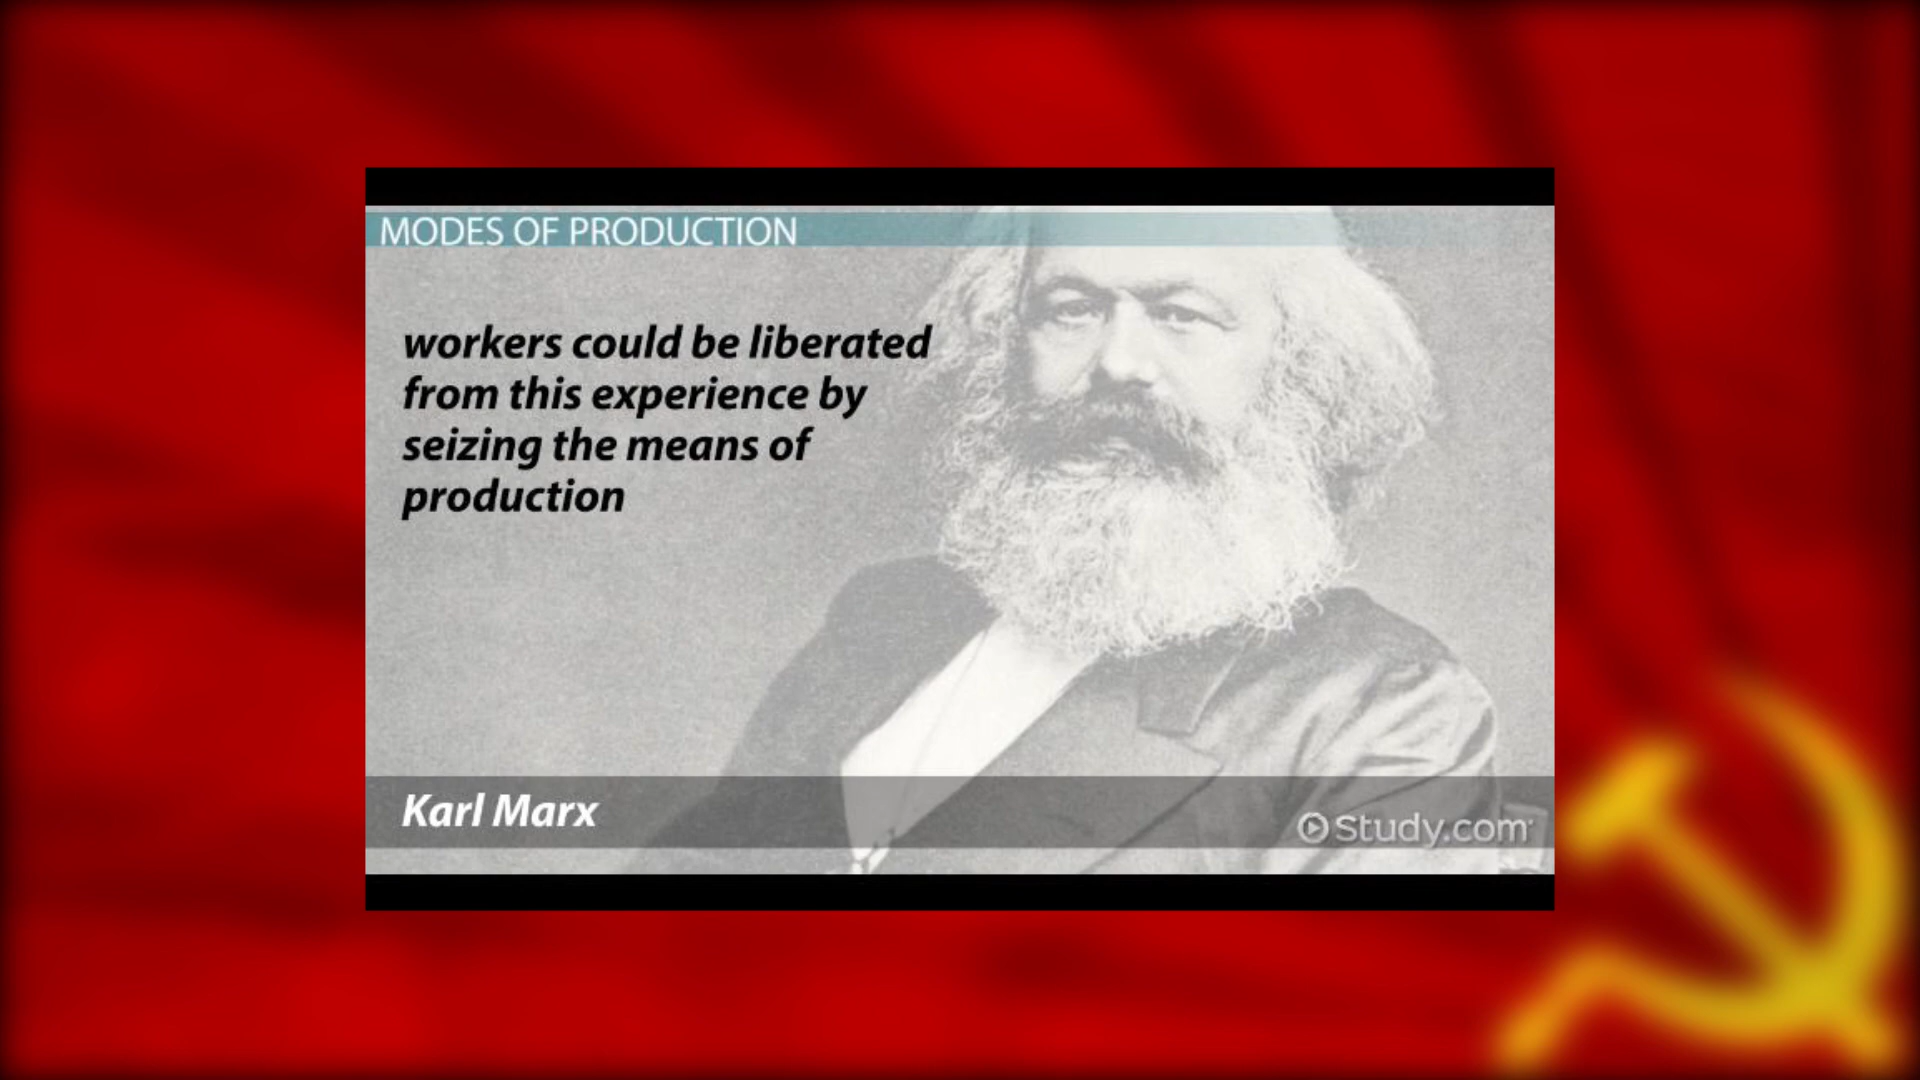 MODES OF PRODUCTION
workers could be liberated
from this experience by
seizing the means of
production
Karl Marx
Study.com